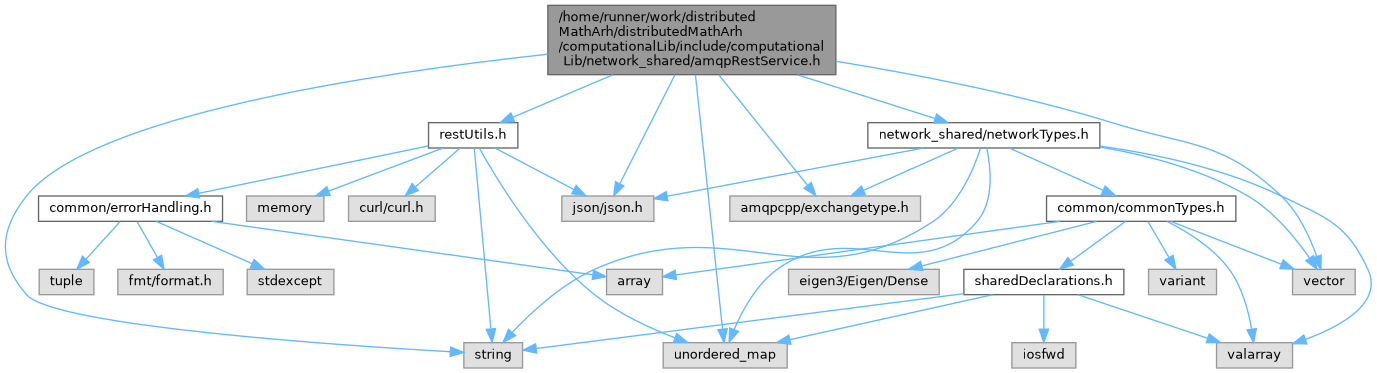 /home/runner/work/distributed
MathArh/distributedMathArh
/computationalLib/include/computational
Lib/network_shared/amqpRestService.h
restUtils.h
network_shared/networkTypes.h
common/errorHandling.h
memory
curl/curl.h
json/json.h
amqpcpp/exchangetype.h
common/commonTypes.h
tuple
fmt/format.h
stdexcept
array
eigen3/Eigen/Dense
sharedDeclarations.h
variant
vector
string
unordered_map
iosfwd
valarray